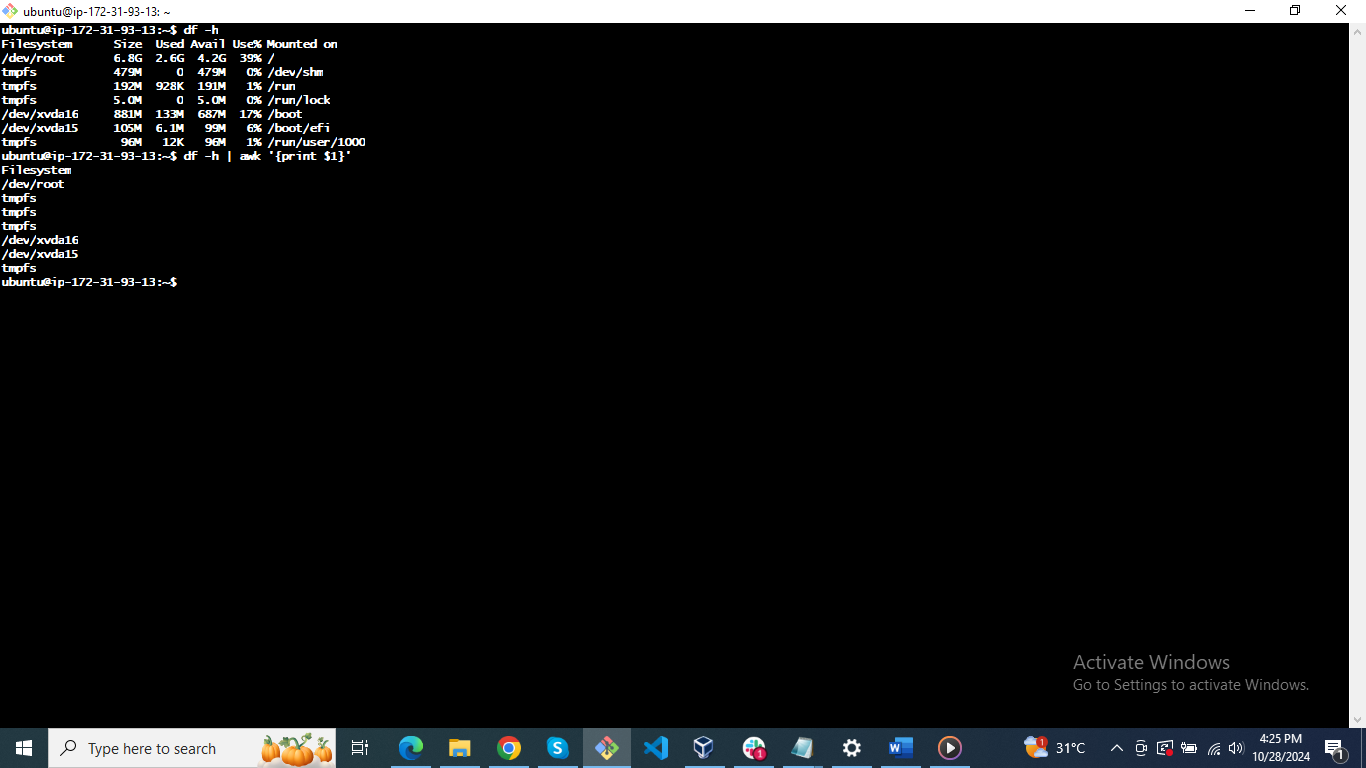 ubuntu@ip-172-31-93-13: ~
ubuntu@ip-172-31-93-13:~$ df -h
Filesystem      Size  Used Avail Use% Mounted on
/dev/root       6.8G  2.6G  4.2G  39% /
tmpfs           479M     0  479M   0% /dev/shm
tmpfs           192M  928K  191M   1% /run
tmpfs           5.0M     0  5.0M   0% /run/lock
/dev/xvda16     881M  133M  687M  17% /boot
/dev/xvda15     105M  6.1M   99M   6% /boot/efi
tmpfs            96M   12K   96M   1% /run/user/1000
ubuntu@ip-172-31-93-13:~$ df -h | awk '{print $1}'
Filesystem
/dev/root
tmpfs
tmpfs
tmpfs
/dev/xvda16
/dev/xvda15
tmpfs
ubuntu@ip-172-31-93-13:~$
Activate Windows
Go to Settings to activate Windows.
Type here to search
S
1
W
1
31°C
4:25 PM
10/28/2024
1